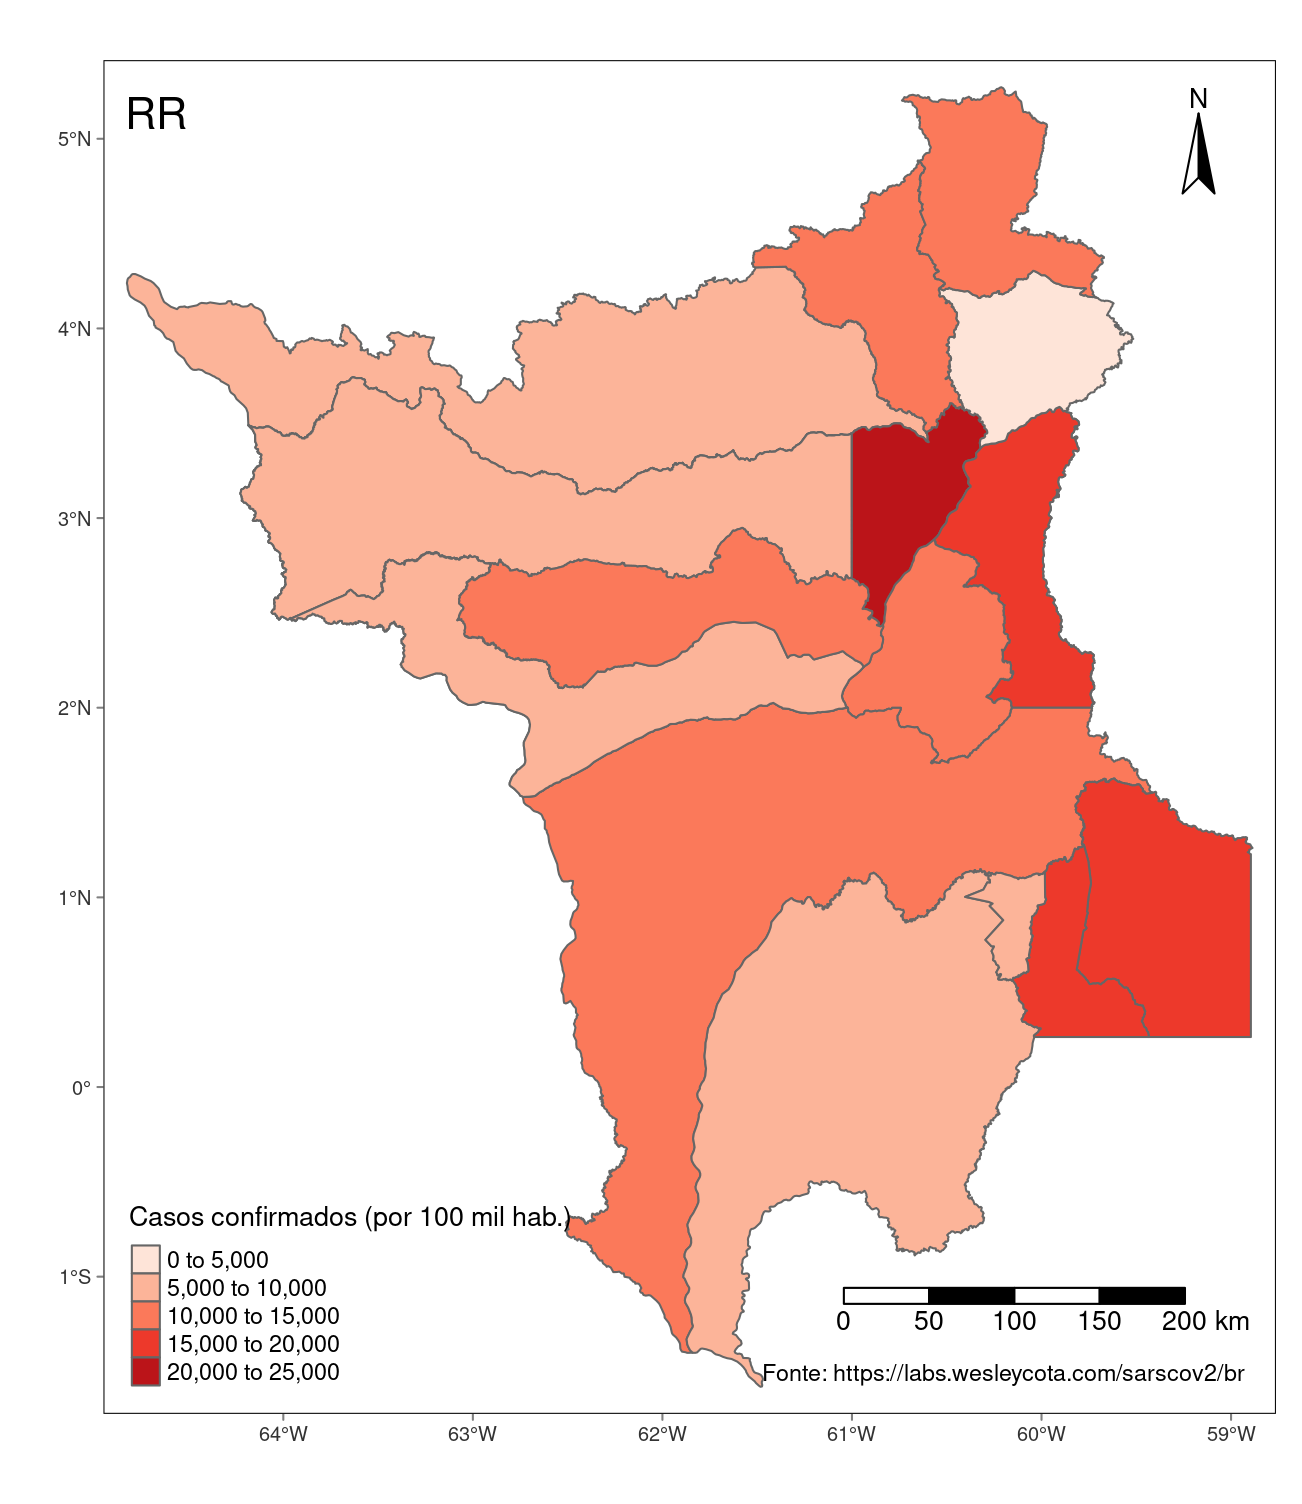 RR
N
5°N
4°N
3°N
2°N
1°N
0°
1°S
Casos confirmados (por 100 mil hab.)
0 to 5,000
5,000 to 10,000
10,000 to 15,000
15,000 to 20,000
20,000 to 25,000
0 50 100 150 200 km
Fonte: https://labs.wesleycota.com/sarscov2/br
64°W 63°W 62°W 61°W 60°W 59°W